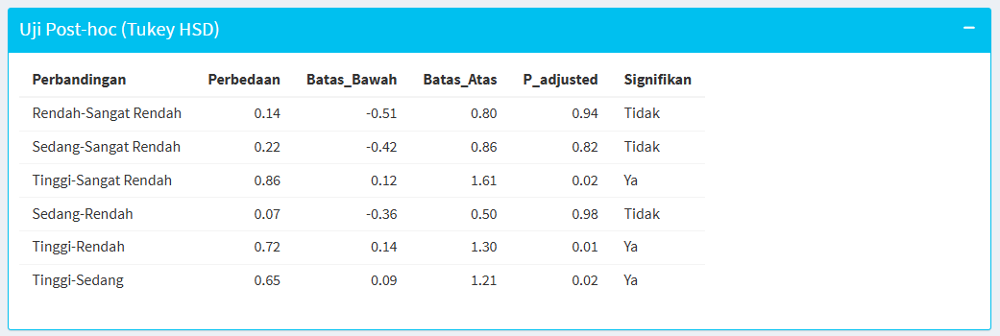 Uji Post-hoc (Tukey HSD)
Perbandingan Perbedaan Batas_Bawah Batas_Atas P_adjusted Signifikan
Rendah-Sangat Rendah 0.14 -0.51 0.80 0.94 Tidak
Sedang-Sangat Rendah 0.22 -0.42 0.86 0.82 Tidak
Tinggi-Sangat Rendah 0.86 0.12 1.61 0.02 Ya
Sedang-Rendah 0.07 -0.36 0.50 0.98 Tidak
Tinggi-Rendah 0.72 0.14 1.30 0.01 Ya
Tinggi-Sedang 0.65 0.09 1.21 0.02 Ya